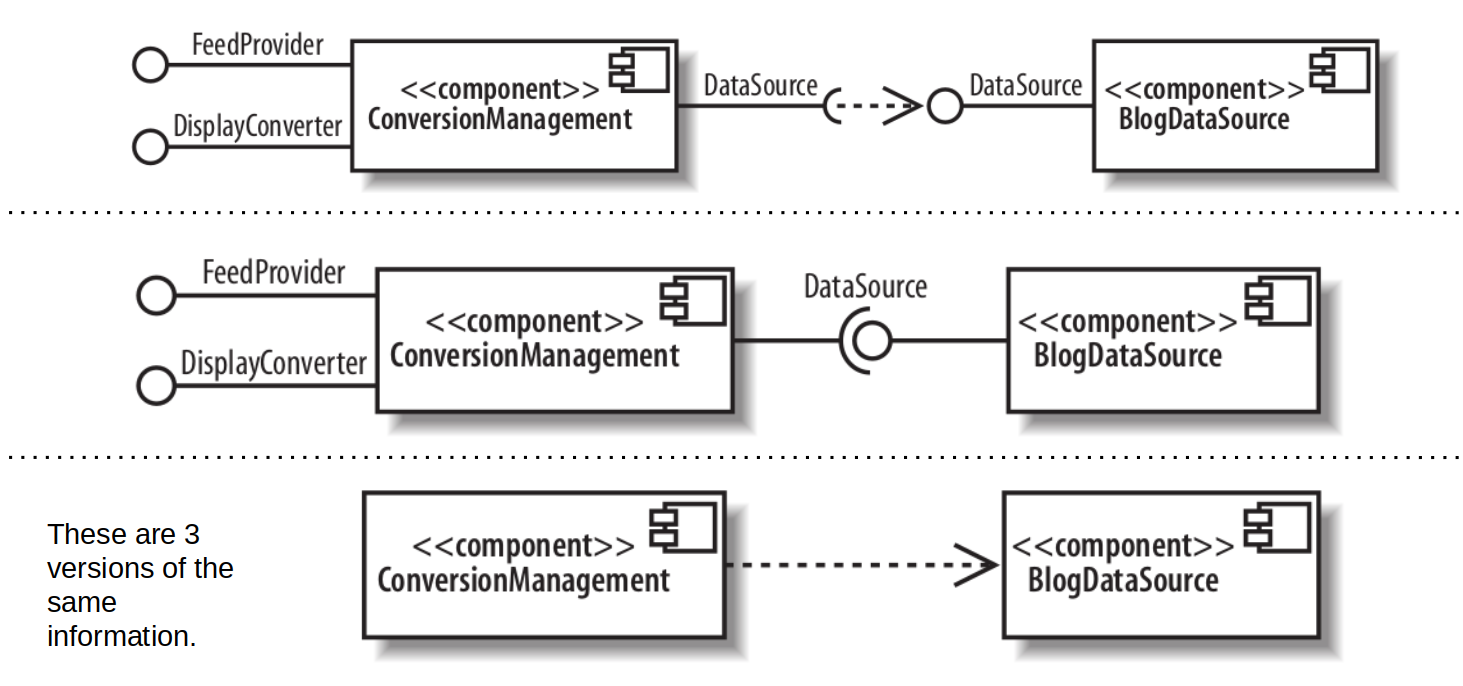 FeedProvider
DisplayConverter
<<component>>
ConversionManagement
DataSource
DataSource
<<component>>
BlogDataSource
FeedProvider
DisplayConverter
<<component>>
ConversionManagement
DataSource
<<component>>
BlogDataSource
These are 3
versions of the
same
information.
<<component>>
ConversionManagement
<<component>>
BlogDataSource